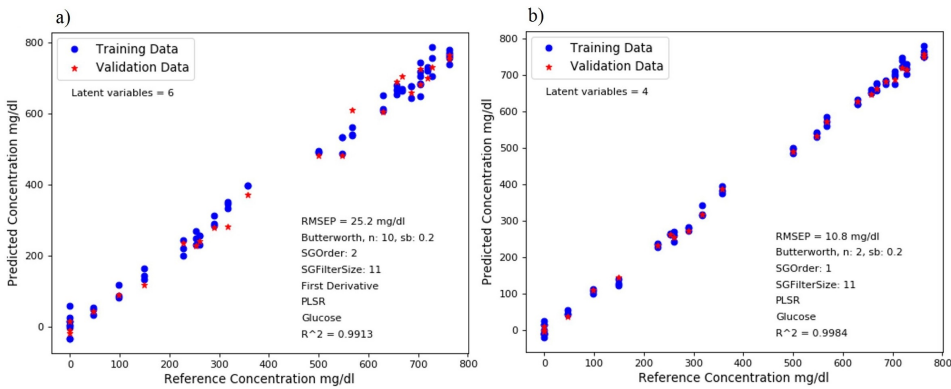 a)
Predicted Concentration mg/dl
800
600
400
200
0
Training Data
Validation Data
Latent variables = 6
RMSEP = 25.2 mg/dl
Butterworth, n: 10, sb: 0.2
SGOrder: 2
SGFilterSize: 11
First Derivative
PLSR
Glucose
R^2 = 0.9913
0 100 200 300 400 500 600 700 800
Reference Concentration mg/dl
b)
Predicted Concentration mg/dl
800
700
600
500
400
300
200
100
0
Training Data
Validation Data
Latent variables = 4
RMSEP = 10.8 mg/dl
Butterworth, n: 2, sb: 0.2
SGOrder: 1
SGFilterSize: 11
PLSR
Glucose
R^2 = 0.9984
0 100 200 300 400 500 600 700 800
Reference Concentration mg/dl